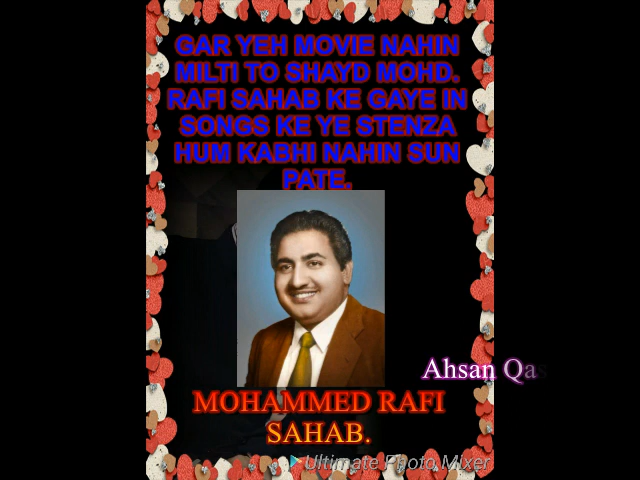 GAR YEH MOVIE NAHIN
MILTI TO SHAYD MOHD.
RAFI SAHAB KE GAYE IN
SONGS KE YE STENZA
HUM KABHI NAHIN SUN
PATE.
Ahsan Qas
MOHAMMED RAFI
SAHAB.
Ultimate Photo Mixer